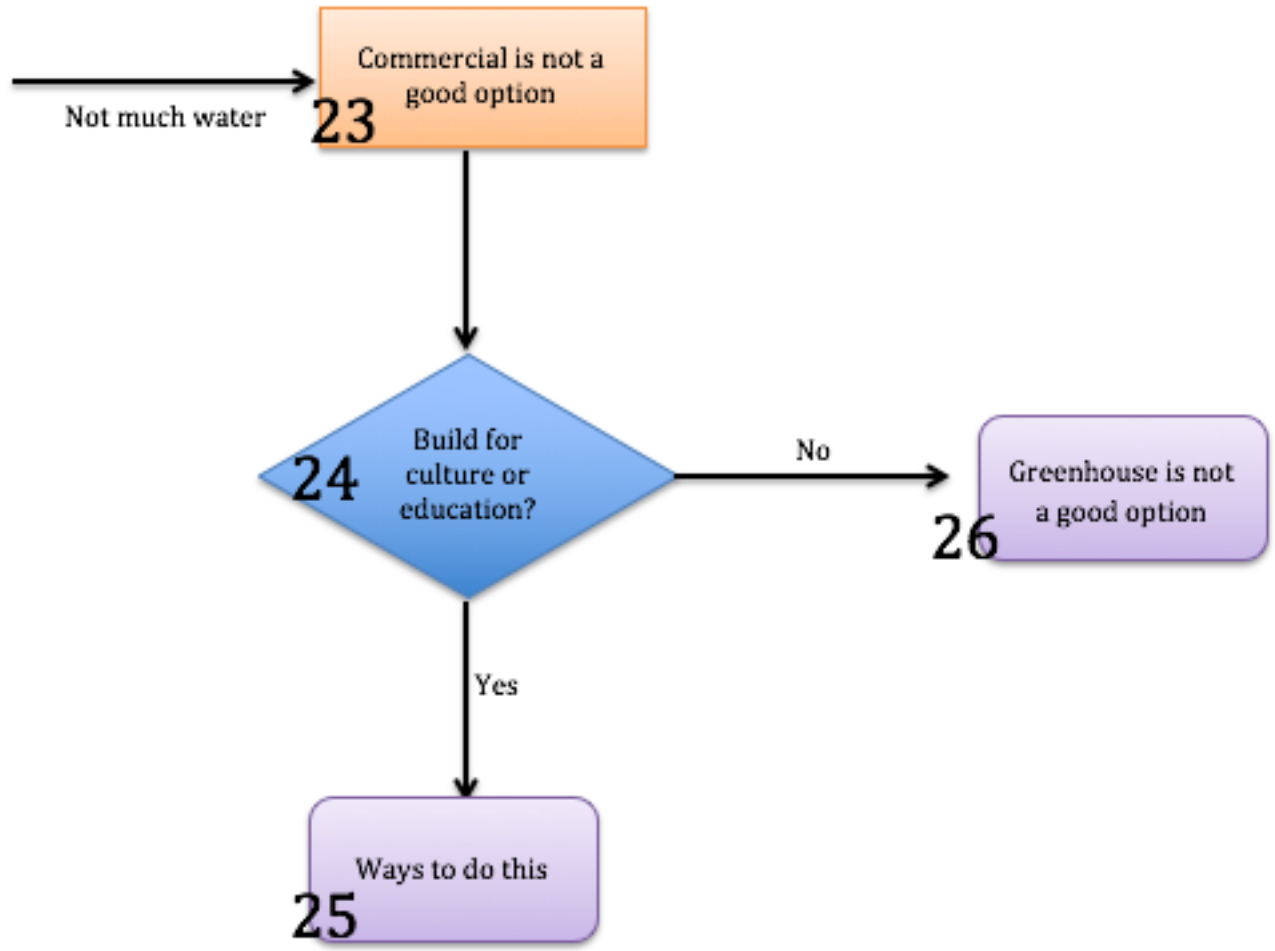 Commercial is not a
good option
Not much water
23
Build for
culture or
education?
24
No
Greenhouse is not
a good option
26
Yes
Ways to do this
25